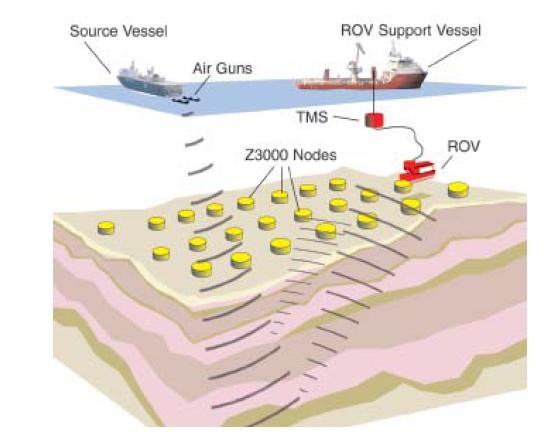 Source Vessel
ROV Support Vessel
Air Guns
TMS
ROV
Z3000 Nodes